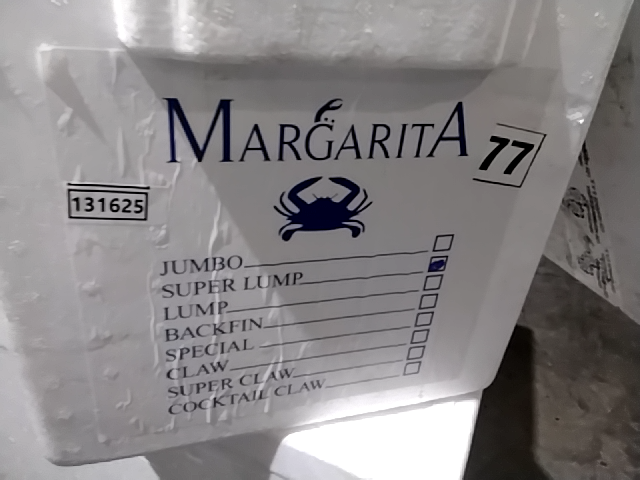 MARGARITA
77
131625
JUMBO
SUPER LUMP
LUMP
BACKFIN
SPECIAL
CLAW
SUPER CLAW
COCKTAIL CLAW